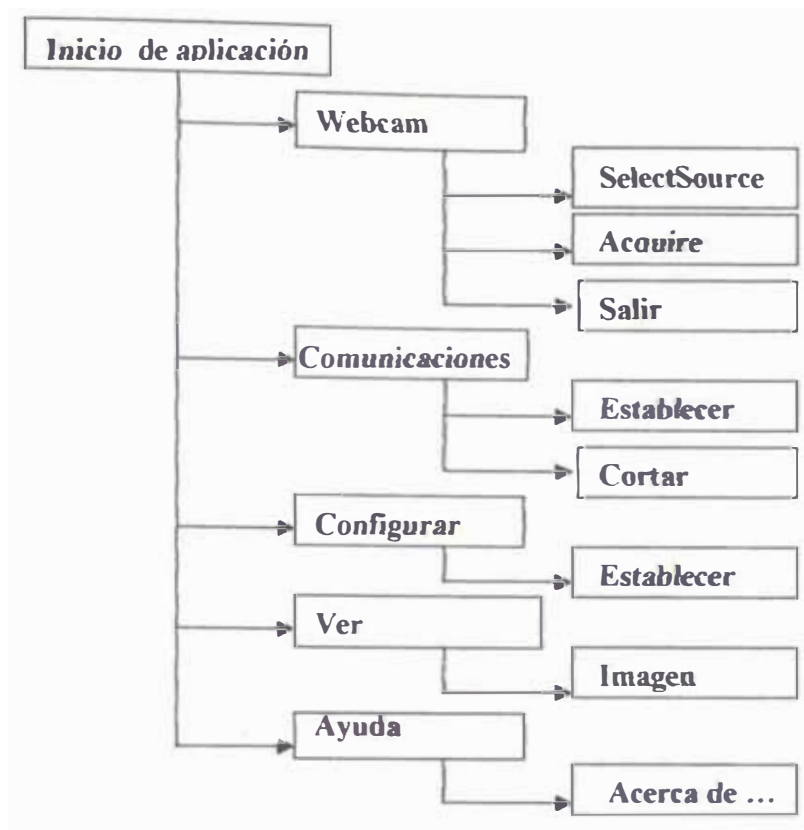 Inicio de aplicación
Webcam
SelectSource
Acquire
Salir
Comunicaciones
Establecer
Cortar
Configurar
Establecer
Ver
Imagen
Ayuda
Acerca de ...